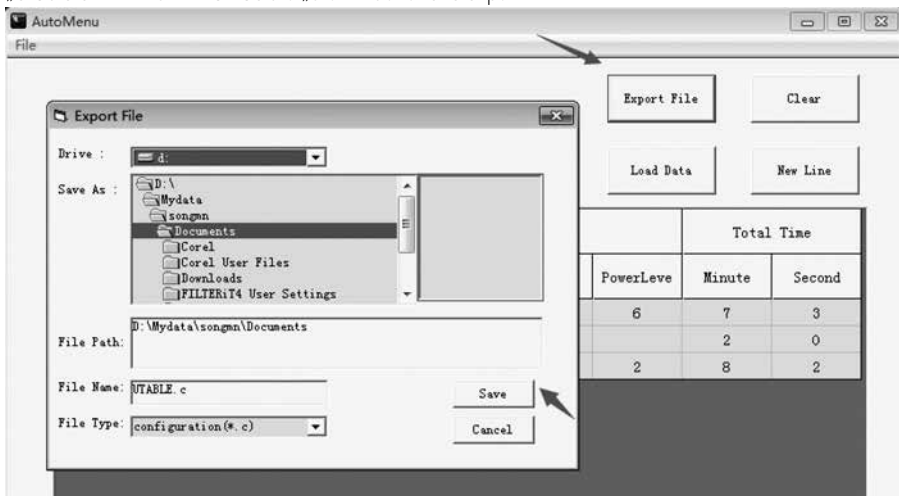 AutoMenu
File
Export File
Clear
Load Data
New Line
Export File
Drive :
d:
Save As :
D:\
Mydata
songmn
Documents
Corel
Corel User Files
Downloads
FILTERiT4 User Settings
File Path:
D:\Mydata\songmn\Documents
File Name:
UTABLE.c
File Type:
configuration(*.c)
Save
Cancel
Total Time
PowerLeve Minute Second
6 7 3
2 0
2 8 2